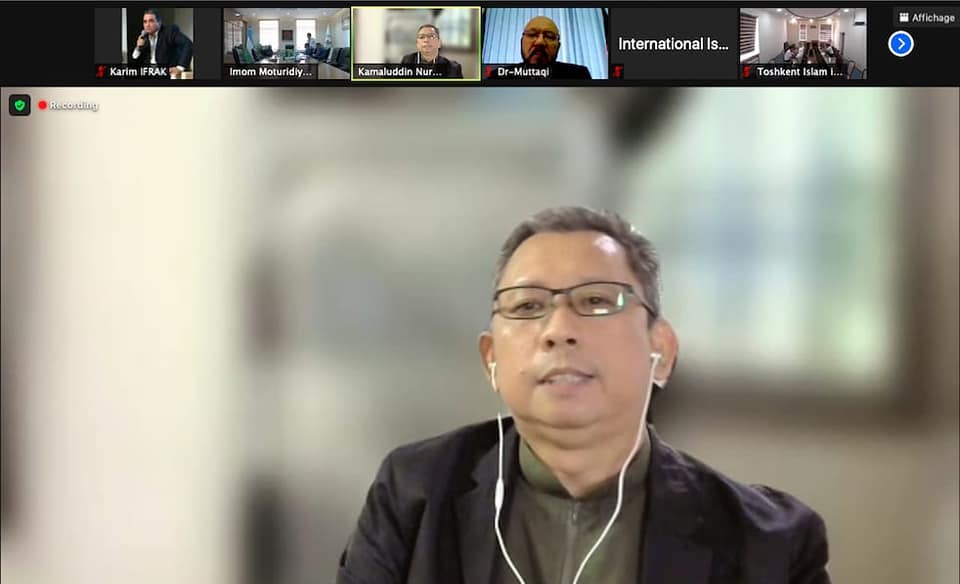 Karim IFRAK
Imom Moturidiy...
Kamaluddin Nur...
Dr-Muttaqi
International Is...
Toshkent Islam i...
Affichage
Recording